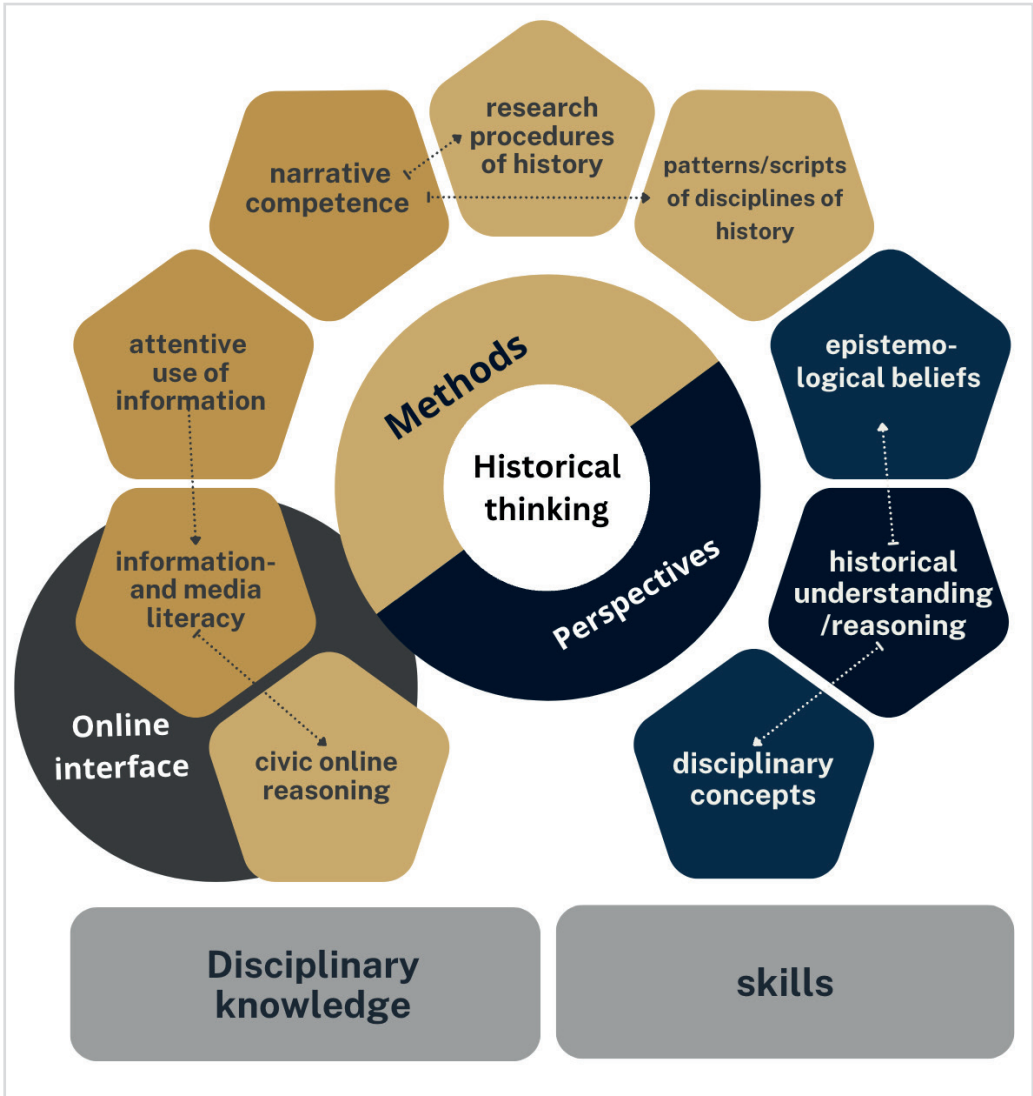 research
procedures
of history
narrative
competence
patterns/scripts
of disciplines of
history
attentive
use of
information
epistemo-
logical beliefs
Methods
Historical
thinking
Perspectives
information-
and media
literacy
historical
understanding
/reasoning
Online
interface
civic online
reasoning
disciplinary
concepts
Disciplinary
knowledge
skills